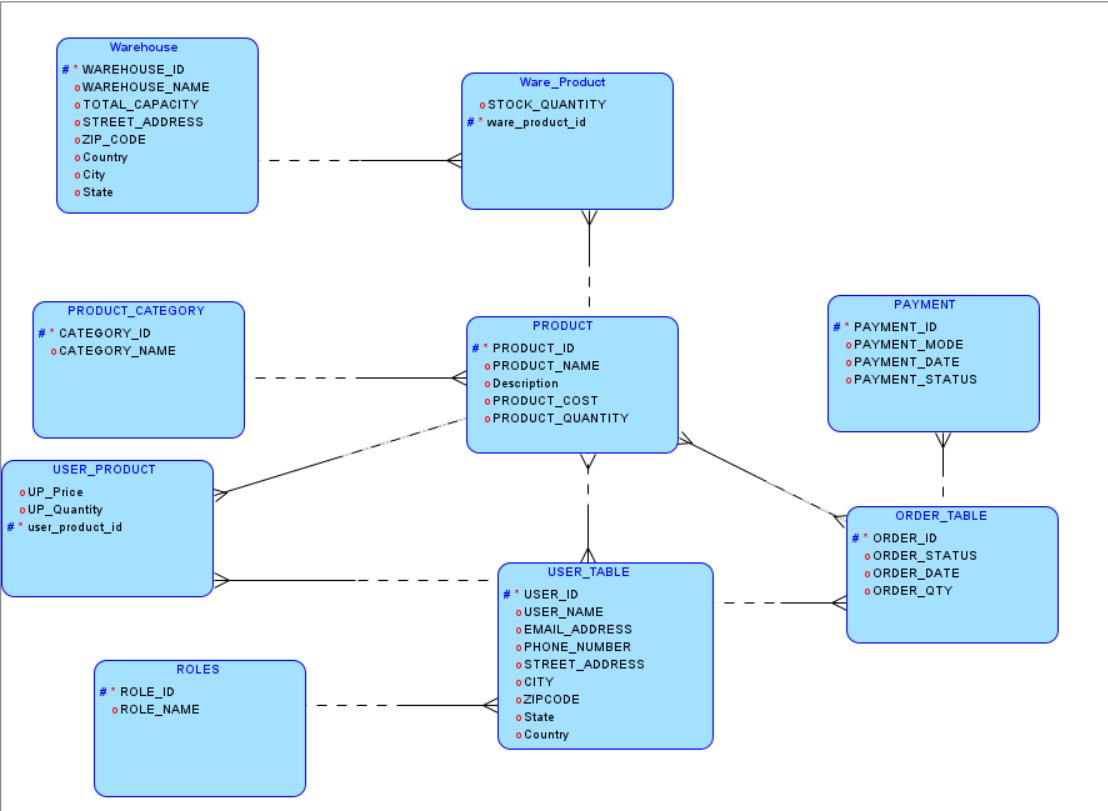 Warehouse
# * WAREHOUSE_ID
o WAREHOUSE_NAME
o TOTAL_CAPACITY
o STREET_ADDRESS
o ZIP_CODE
o Country
o City
o State
Ware_Product
o STOCK_QUANTITY
# * ware_product_id
PRODUCT_CATEGORY
# * CATEGORY_ID
o CATEGORY_NAME
PRODUCT
# * PRODUCT_ID
o PRODUCT_NAME
o Description
o PRODUCT_COST
o PRODUCT_QUANTITY
PAYMENT
# * PAYMENT_ID
o PAYMENT_MODE
o PAYMENT_DATE
o PAYMENT_STATUS
USER_PRODUCT
o UP_Price
o UP_Quantity
# * user_product_id
ORDER_TABLE
# * ORDER_ID
o ORDER_STATUS
o ORDER_DATE
o ORDER_QTY
USER_TABLE
# * USER_ID
o USER_NAME
o EMAIL_ADDRESS
o PHONE_NUMBER
o STREET_ADDRESS
o CITY
o ZIPCODE
o State
o Country
ROLES
# * ROLE_ID
o ROLE_NAME